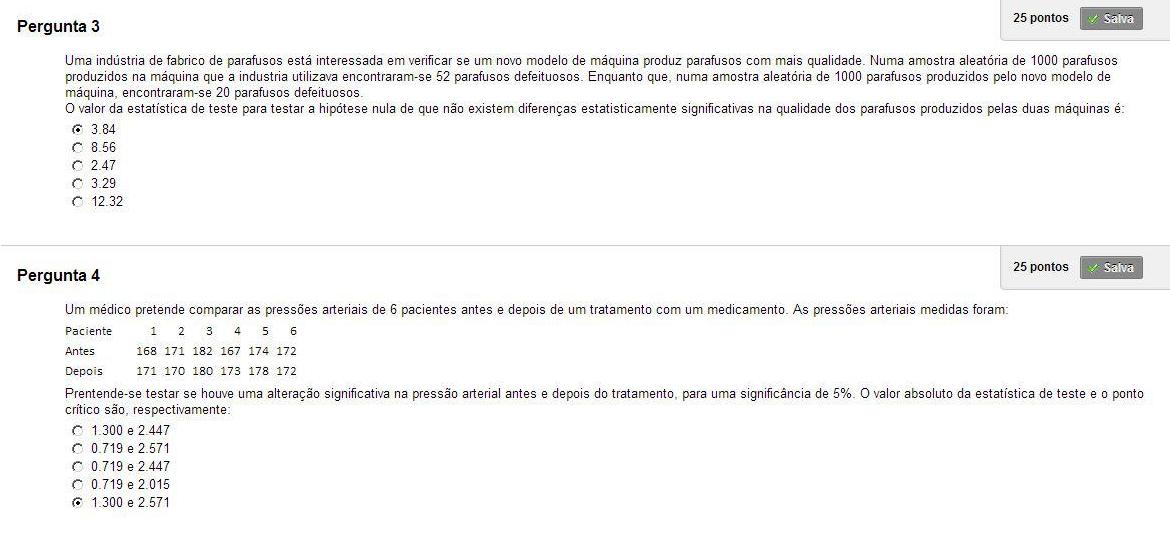 25 pontos Salva
Pergunta 3
Uma indústria de fabrico de parafusos está interessada em verificar se um novo modelo de máquina produz parafusos com mais qualidade. Numa amostra aleatória de 1000 parafusos
produzidos na máquina que a industria utilizava encontraram-se 52 parafusos defeituosos. Enquanto que, numa amostra aleatória de 1000 parafusos produzidos pelo novo modelo de
máquina, encontraram-se 20 parafusos defeituosos.
O valor da estatística de teste para testar a hipótese nula de que não existem diferenças estatisticamente significativas na qualidade dos parafusos produzidos pelas duas máquinas é:
3.84
8.56
2.47
3.29
12.32
25 pontos Salva
Pergunta 4
Um médico pretende comparar as pressões arteriais de 6 pacientes antes e depois de um tratamento com um medicamento. As pressões arteriais medidas foram:
Paciente 1 2 3 4 5 6
Antes 168 171 182 167 174 172
Depois 171 170 180 173 178 172
Prentende-se testar se houve uma alteração significativa na pressão arterial antes e depois do tratamento, para uma significância de 5%. O valor absoluto da estatística de teste e o ponto
crítico são, respectivamente:
1.300 e 2.447
0.719 e 2.571
0.719 e 2.447
0.719 e 2.015
1.300 e 2.571